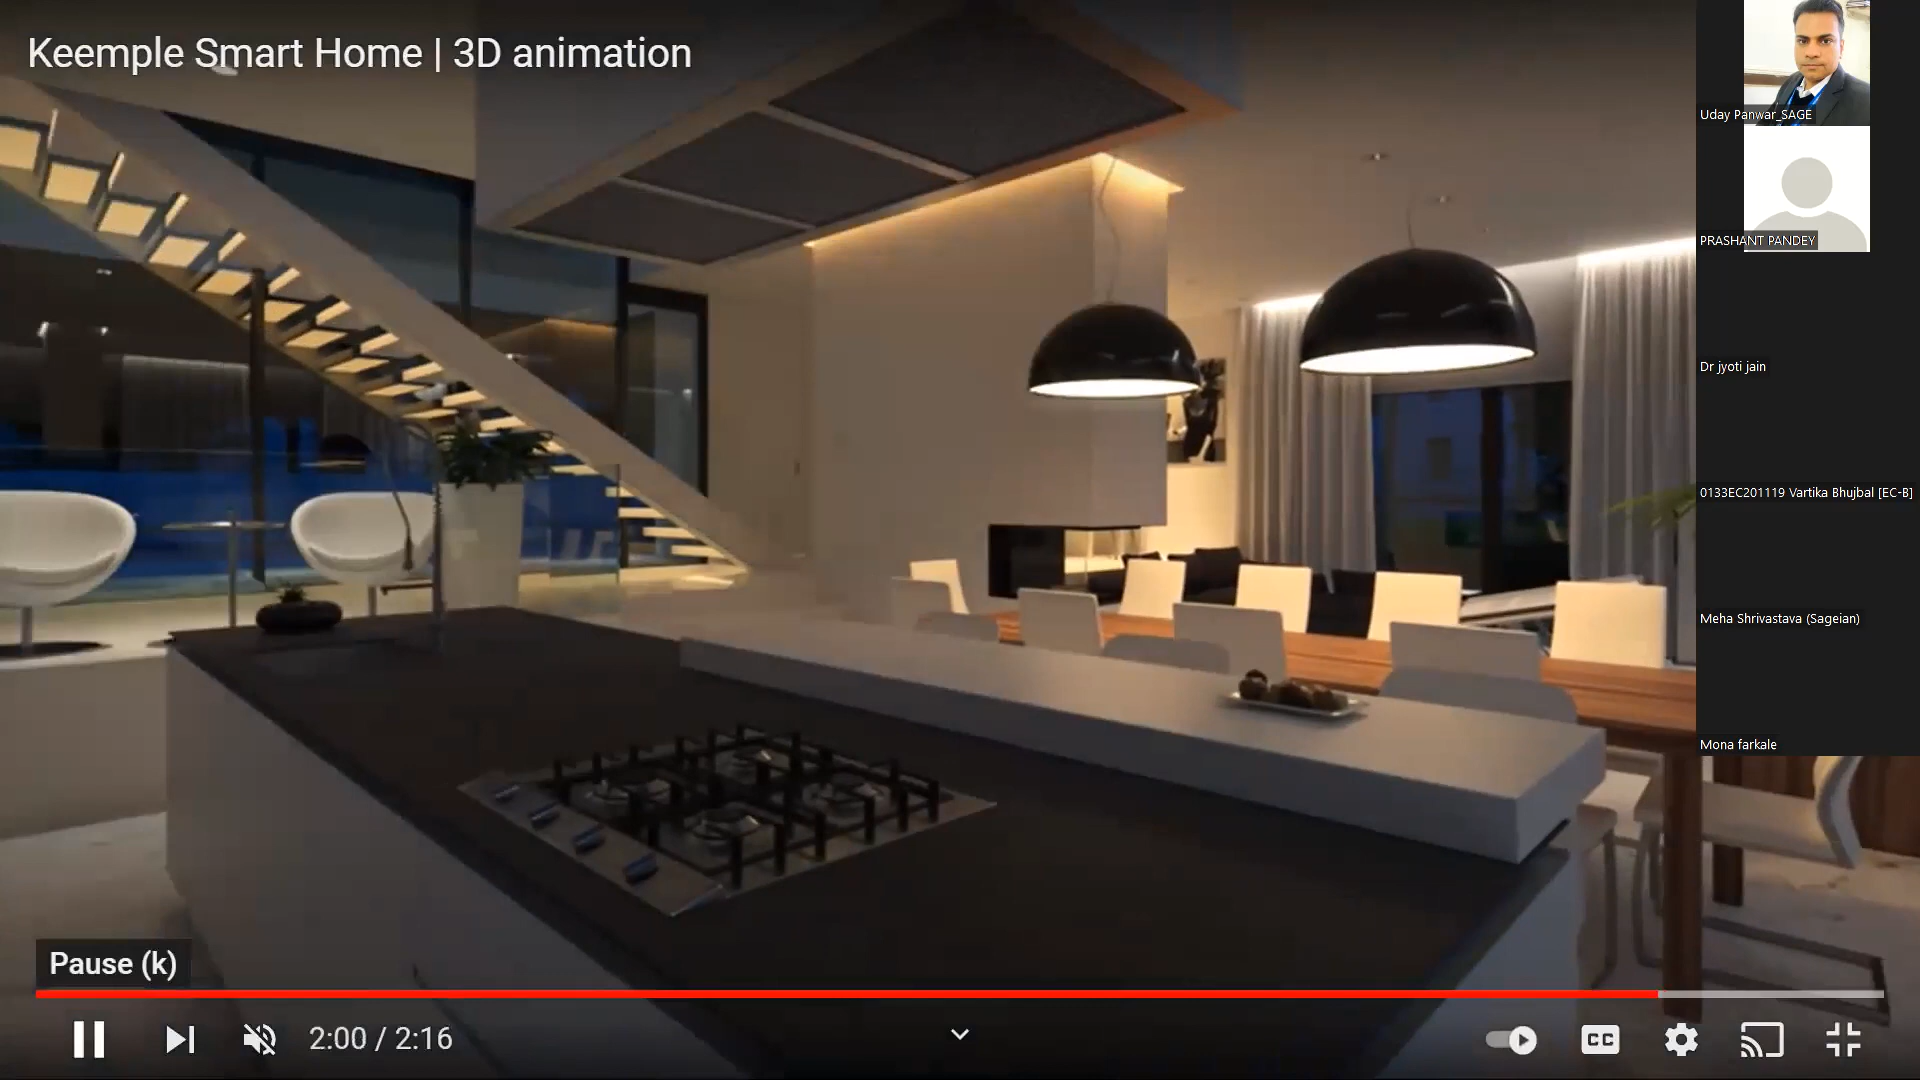 Keemple Smart Home | 3D animation
Uday Panwar_SAGE
PRASHANT PANDEY
Dr jyoti jain
0133EC201119 Vartika Bhujbal [EC-B]
Meha Shrivastava (Sageian)
Mona farkale
Pause (k)
2:00 / 2:16
CC